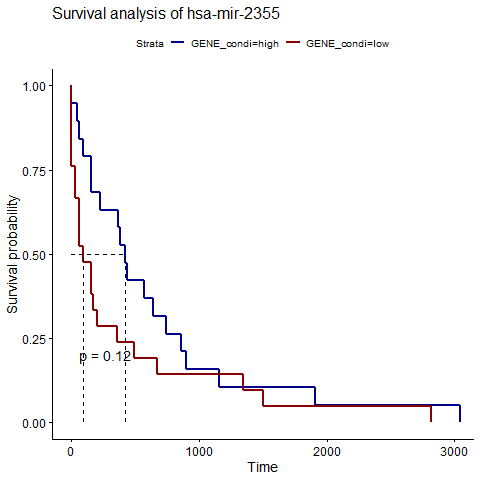 Survival analysis of hsa-mir-2355
Strata GENE_condi=high GENE_condi=low
Survival probability
1.00
0.75
0.50
0.25
0.00
p = 0.12
0 1000 2000 3000
Time